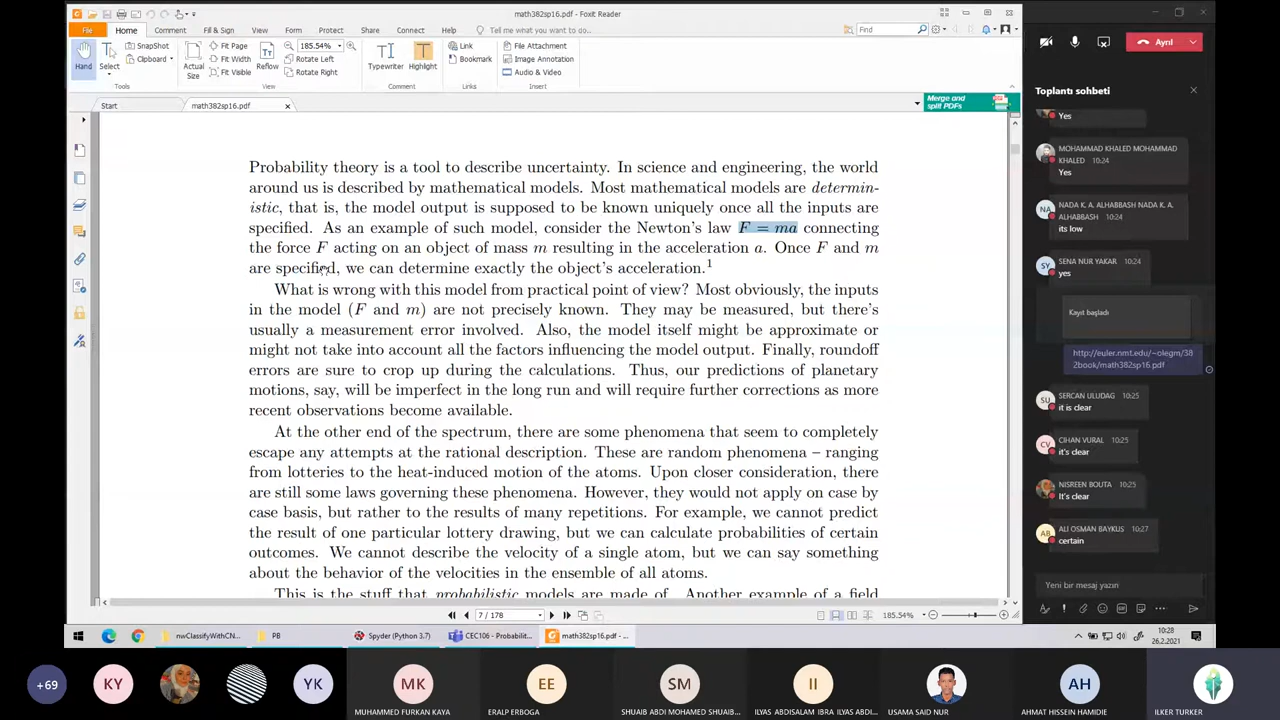 math382sp16.pdf - Foxit Reader
File
Home
Comment
Fill & Sign
View
Form
Protect
Share
Connect
Help
Tell me what you want to do..
Find
Hand
Select
SnapShot
Clipboard
Actual
Size
Fit Page
Fit Width
Fit Visible
Reflow
185.54%
Rotate Left
Rotate Right
Typewriter
Highlight
Link
Bookmark
File Attachment
Image Annotation
Audio & Video
Tools
View
Comment
Links
Insert
Start
math382sp16.pdf
Merge and
split PDFs
Probability theory is a tool to describe uncertainty. In science and engineering, the world
around us is described by mathematical models. Most mathematical models are determin-
istic, that is, the model output is supposed to be known uniquely once all the inputs are
specified. As an example of such model, consider the Newton's law F = ma connecting
the force F acting on an object of mass m resulting in the acceleration a. Once F and m
are specified, we can determine exactly the object's acceleration.1
What is wrong with this model from practical point of view? Most obviously, the inputs
in the model (F and m) are not precisely known. They may be measured, but there's
usually a measurement error involved. Also, the model itself might be approximate or
might not take into account all the factors influencing the model output. Finally, roundoff
errors are sure to crop up during the calculations. Thus, our predictions of planetary
motions, say, will be imperfect in the long run and will require further corrections as more
recent observations become available.
At the other end of the spectrum, there are some phenomena that seem to completely
escape any attempts at the rational description. These are random phenomena – ranging
from lotteries to the heat-induced motion of the atoms. Upon closer consideration, there
are still some laws governing these phenomena. However, they would not apply on case by
case basis, but rather to the results of many repetitions. For example, we cannot predict
the result of one particular lottery drawing, but we can calculate probabilities of certain
outcomes. We cannot describe the velocity of a single atom, but we can say something
about the behavior of the velocities in the ensemble of all atoms.
This is the stuff that probabilistic models are made of. Another example of a field
7 / 178
185.54%
Ayrıl
Toplantı sohbeti
Yes
MOHAMMAD KHALED MOHAMMAD
KHALED 10:24
Yes
NA
NADA K. A. ALHABBASH NADA K. A.
ALHABBASH 10:24
its low
SY
SENA NUR YAKAR 10:24
yes
Kayıt başladı
http://euler.nmt.edu/~olegm/38
2book/math382sp16.pdf
SU
SERCAN ULUDAG 10:25
it is clear
CV
CIHAN VURAL 10:25
it's clear
NISREEN BOUTA 10:25
It's clear
AB
ALI OSMAN BAYKUS 10:27
certain
Yeni bir mesaj yazın
nwClassifyWithCN...
PB
Spyder (Python 3.7)
CEC106 - Probabilit...
math382sp16.pdf - ...
10:28
26.2.2021
+69
KY
YK
MK
MUHAMMED FURKAN KAYA
EE
ERALP ERBOGA
SM
SHUAIB ABDI MOHAMED SHUAIB...
II
ILYAS ABDISALAM IBRA ILYAS ABDI...
USAMA SAID NUR
AH
AHMAT HISSEIN HAMIDIE
ILKER TURKER